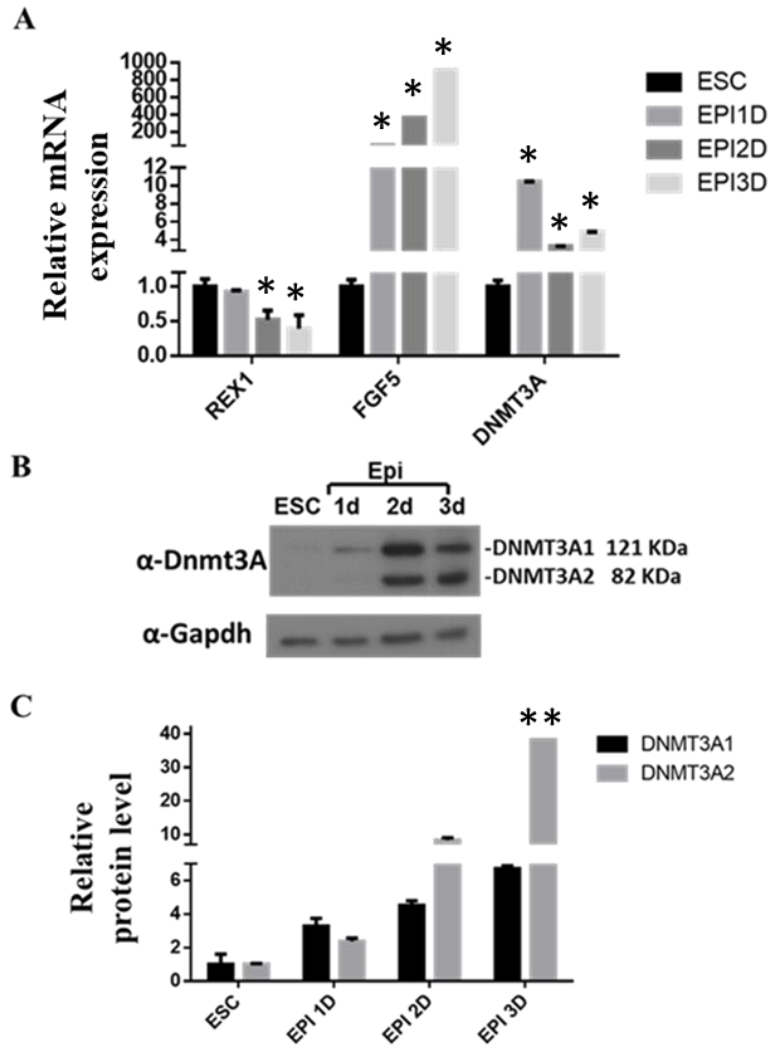 A
Relative mRNA
expression
1000
800
600
400
200
12
10
8
6
4
1.0
0.5
0.0
* * * * * * * *
REX1 FGF5 DNMT3A
ESC
EPI1D
EPI2D
EPI3D
B
Epi
ESC 1d 2d 3d
α-Dnmt3A
-DNMT3A1 121 KDa
-DNMT3A2 82 KDa
α-Gapdh
C
Relative
protein level
40
30
20
10
6
4
2
0
**
ESC EPI 1D EPI 2D EPI 3D
DNMT3A1
DNMT3A2